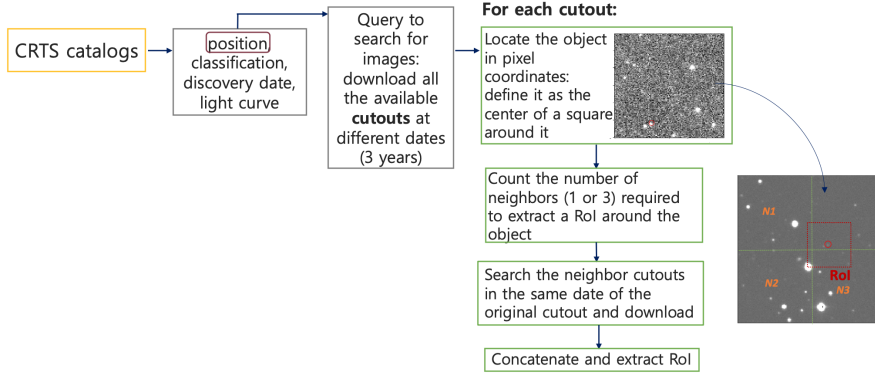 CRTS catalogs
position,
classification,
discovery date,
light curve
Query to
search for
images:
download all
the available
cutouts at
different dates
(3 years)
For each cutout:
Locate the object
in pixel
coordinates:
define it as the
center of a square
around it
Count the number of
neighbors (1 or 3) required
to extract a RoI around the
object
Search the neighbor cutouts
in the same date of the
original cutout and download
Concatenate and extract RoI
N1
N2
RoI
N3